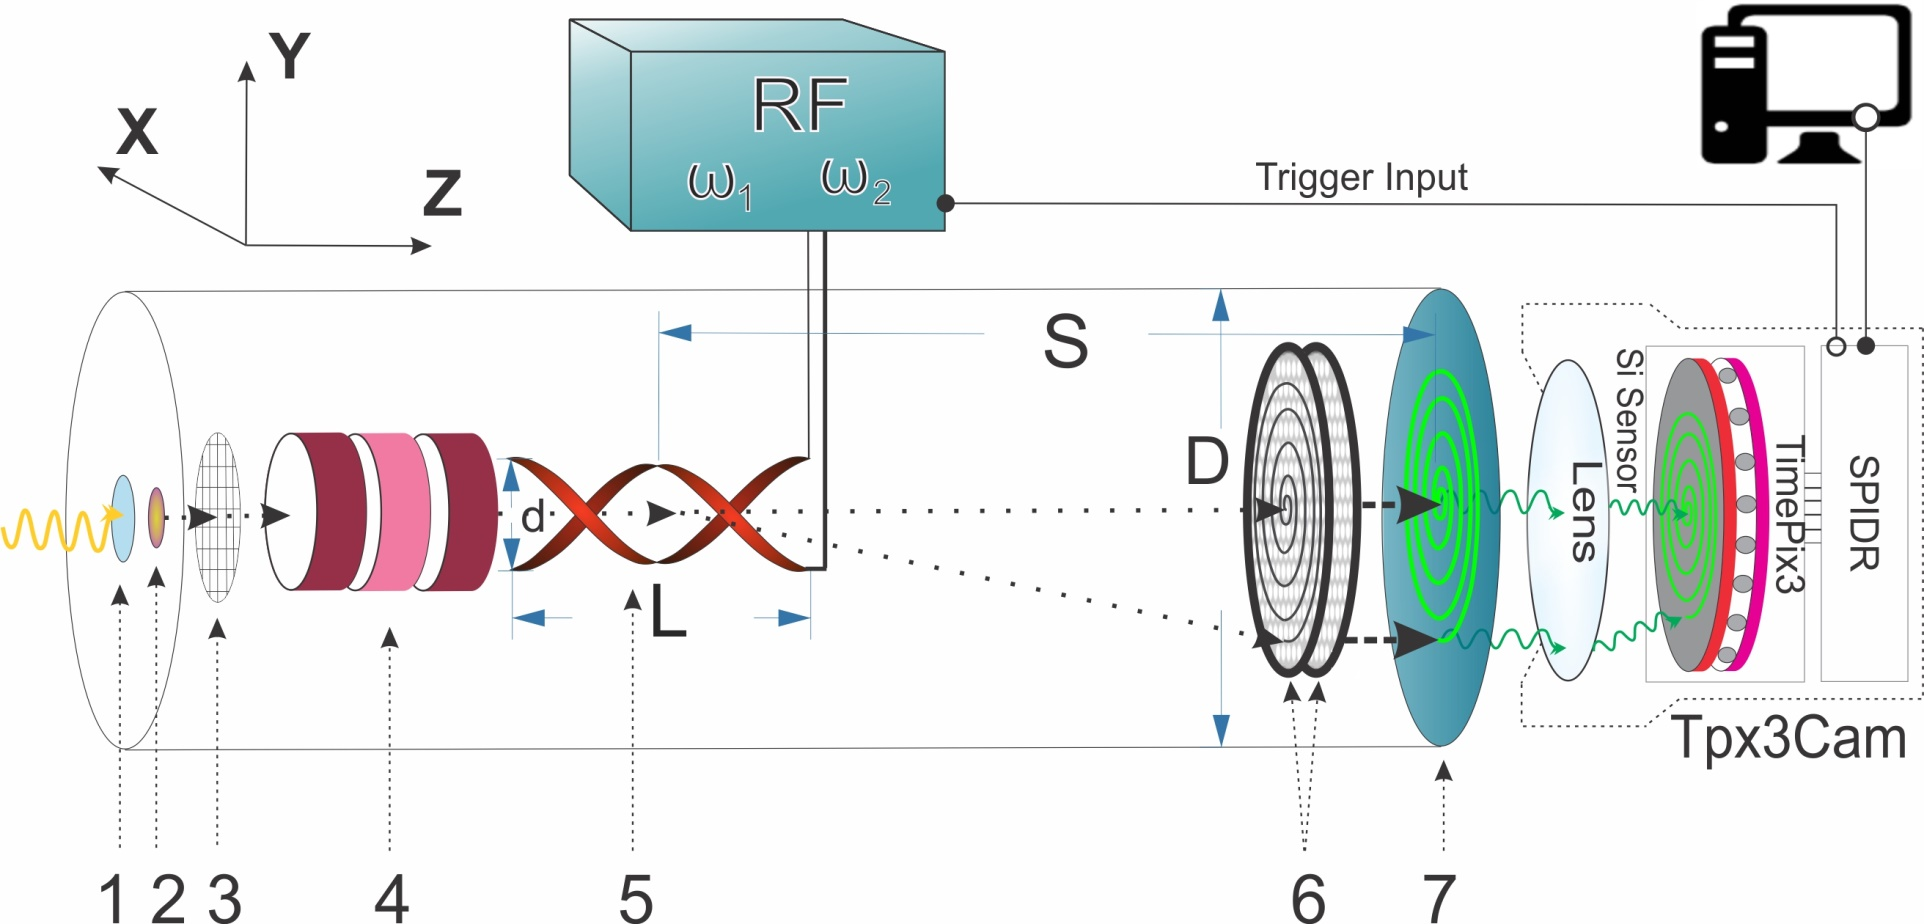 Y
X
Z
RF
ω1 ω2
Trigger Input
S
D
d
L
Si Sensor
Lens
TimePix3
SPIDR
Tpx3Cam
1 2 3 4 5 6 7